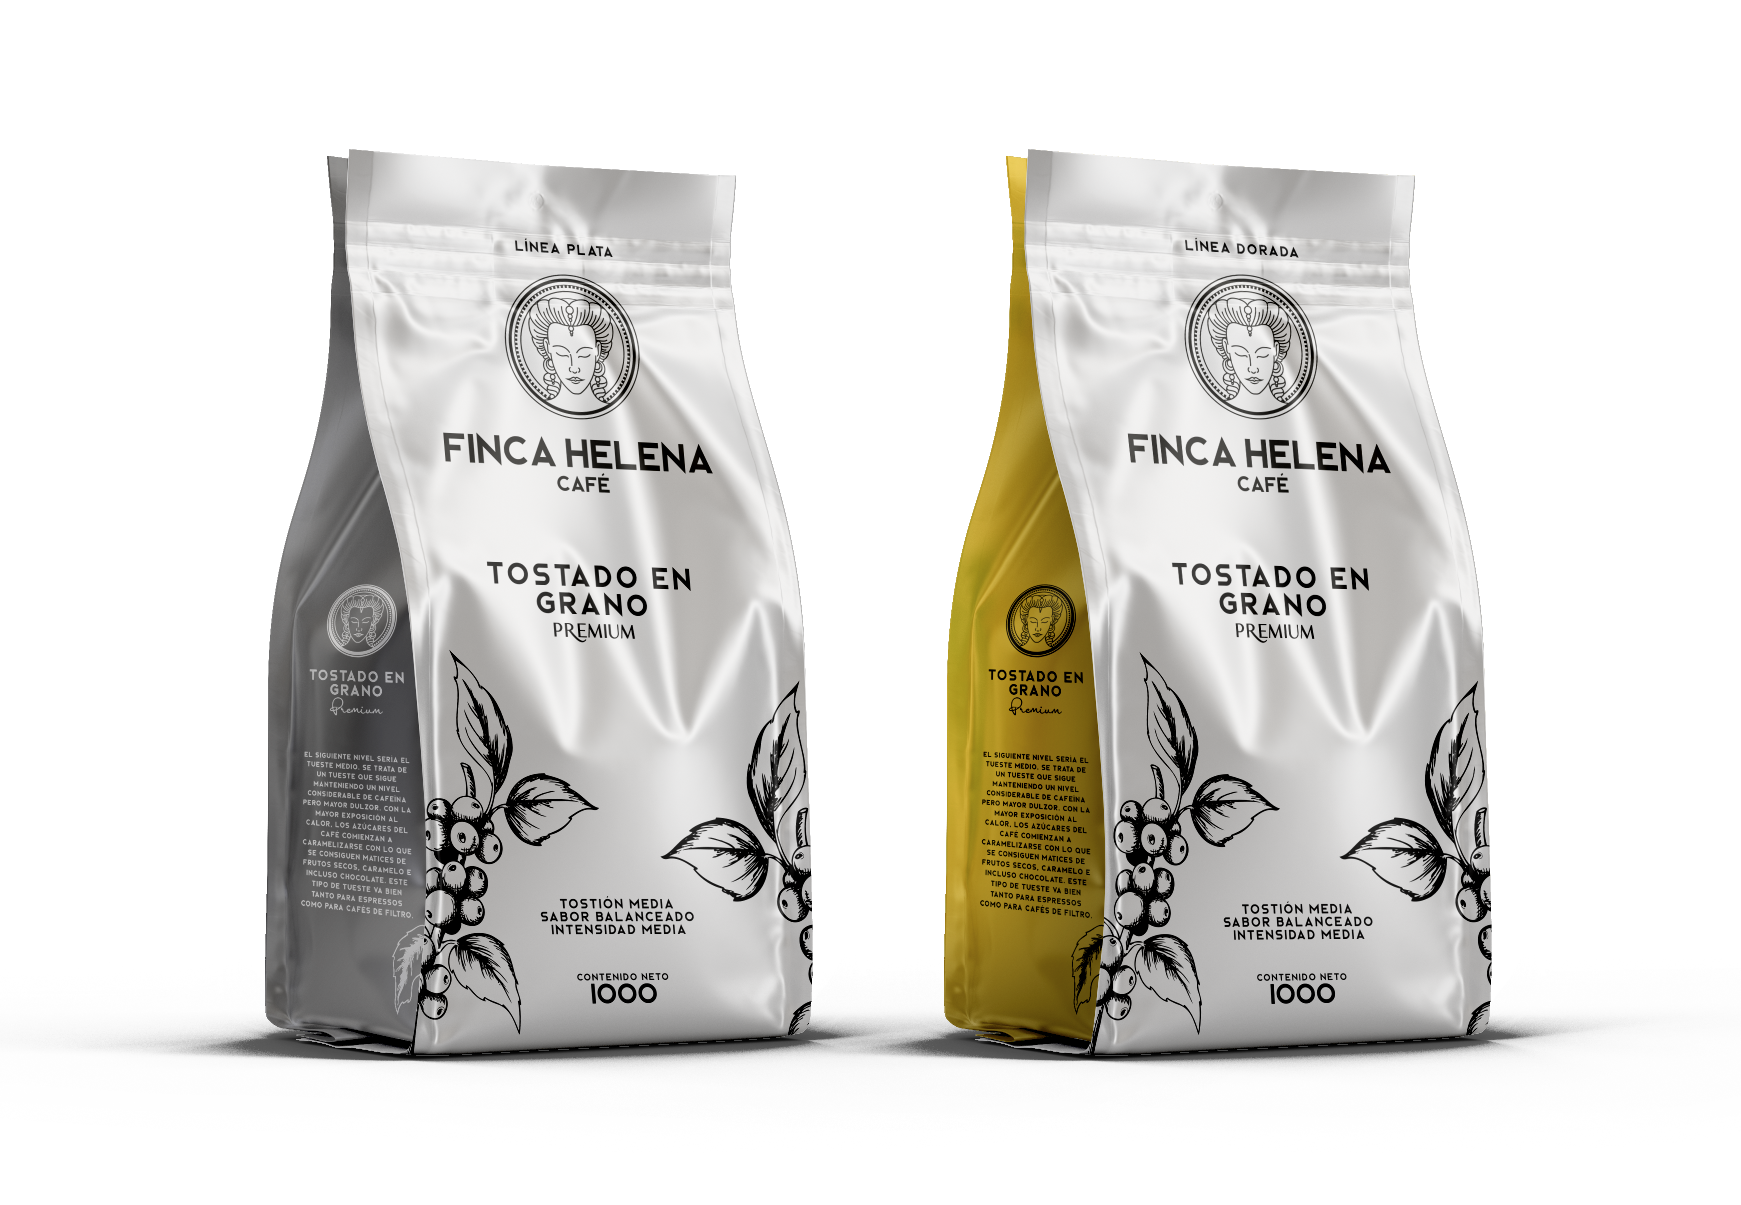 LÍNEA PLATA
FINCA HELENA
CAFÉ
TOSTADO EN
GRANO
PREMIUM
TOSTIÓN MEDIA
SABOR BALANCEADO
INTENSIDAD MEDIA
CONTENIDO NETO
1000
TOSTADO EN
GRANO
Premium
EL SIGUIENTE NIVEL SERÍA EL
TUESTE MEDIO. SE TRATA DE
UN TUESTE QUE SIGUE
MANTENIENDO UN NIVEL
CONSIDERABLE DE CAFEÍNA
PERO MAYOR DULZOR. CON LA
MAYOR EXPOSICIÓN AL
CALOR, LOS AZÚCARES DEL
CAFÉ COMIENZAN A
CARAMELIZARSE CON LO QUE
SE CONSIGUEN MATICES DE
FRUTOS SECOS, CARAMELO E
INCLUSO CHOCOLATE. ESTE
TIPO DE TUESTE VA BIEN
TANTO PARA ESPRESSOS
COMO PARA CAFÉS DE FILTRO.
LÍNEA DORADA
FINCA HELENA
CAFÉ
TOSTADO EN
GRANO
PREMIUM
TOSTIÓN MEDIA
SABOR BALANCEADO
INTENSIDAD MEDIA
CONTENIDO NETO
1000
TOSTADO EN
GRANO
Premium
EL SIGUIENTE NIVEL SERÍA EL
TUESTE MEDIO. SE TRATA DE
UN TUESTE QUE SIGUE
MANTENIENDO UN NIVEL
CONSIDERABLE DE CAFEÍNA
PERO MAYOR DULZOR. CON LA
MAYOR EXPOSICIÓN AL
CALOR, LOS AZÚCARES DEL
CAFÉ COMIENZAN A
CARAMELIZARSE CON LO QUE
SE CONSIGUEN MATICES DE
FRUTOS SECOS, CARAMELO E
INCLUSO CHOCOLATE. ESTE
TIPO DE TUESTE VA BIEN
TANTO PARA ESPRESSOS
COMO PARA CAFÉS DE FILTRO.